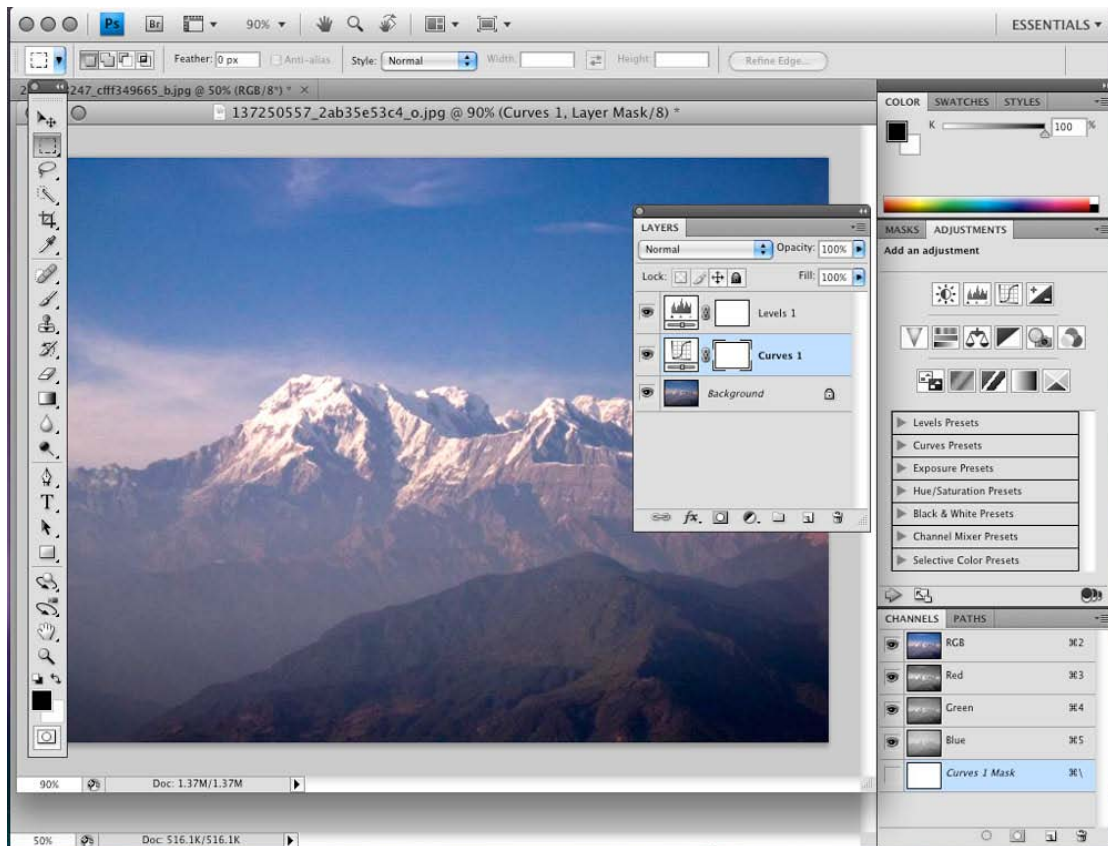 Ps Br 90% ESSENTIALS
Feather: 0 px Anti-alias Style: Normal Width: Height: Refine Edge...
247_cfff349665_b.jpg @ 50% (RGB/8*) * ×
137250557_2ab35e53c4_o.jpg @ 90% (Curves 1, Layer Mask/8) *
LAYERS
Normal Opacity: 100%
Lock: Fill: 100%
Levels 1
Curves 1
Background
COLOR SWATCHES STYLES
K 100 %
MASKS ADJUSTMENTS
Add an adjustment
Levels Presets
Curves Presets
Exposure Presets
Hue/Saturation Presets
Black & White Presets
Channel Mixer Presets
Selective Color Presets
CHANNELS PATHS
RGB ⌘2
Red ⌘3
Green ⌘4
Blue ⌘5
Curves 1 Mask ⌘\
90% Doc: 1.37M/1.37M
50% Doc: 516.1K/516.1K